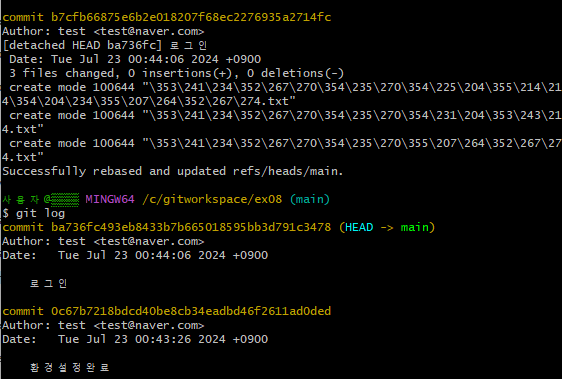 commit b7cfb66875e6b2e018207f68ec2276935a2714fc
Author: test <test@naver.com>
[detached HEAD ba736fc] 로그인
 Date: Tue Jul 23 00:44:06 2024 +0900
 3 files changed, 0 insertions(+), 0 deletions(-)
 create mode 100644 "\353\241\234\352\267\270\354\235\270\354\225\204\355\214\21
4\354\204\234\355\207\264\352\267\274.txt"
 create mode 100644 "\353\241\234\352\267\270\354\235\270\354\231\204\353\243\21
4.txt"
 create mode 100644 "\353\241\234\352\267\270\354\235\270\355\207\264\352\267\27
4.txt"
Successfully rebased and updated refs/heads/main.
사용자@ MINGW64 /c/gitworkspace/ex08 (main)
$ git log
commit ba736fc493eb8433b7b665018595bb3d791c3478 (HEAD -> main)
Author: test <test@naver.com>
Date:   Tue Jul 23 00:44:06 2024 +0900
    로그인
commit 0c67b7218bdcd40be8cb34eadbd46f2611ad0ded
Author: test <test@naver.com>
Date:   Tue Jul 23 00:43:26 2024 +0900
    환경설정완료